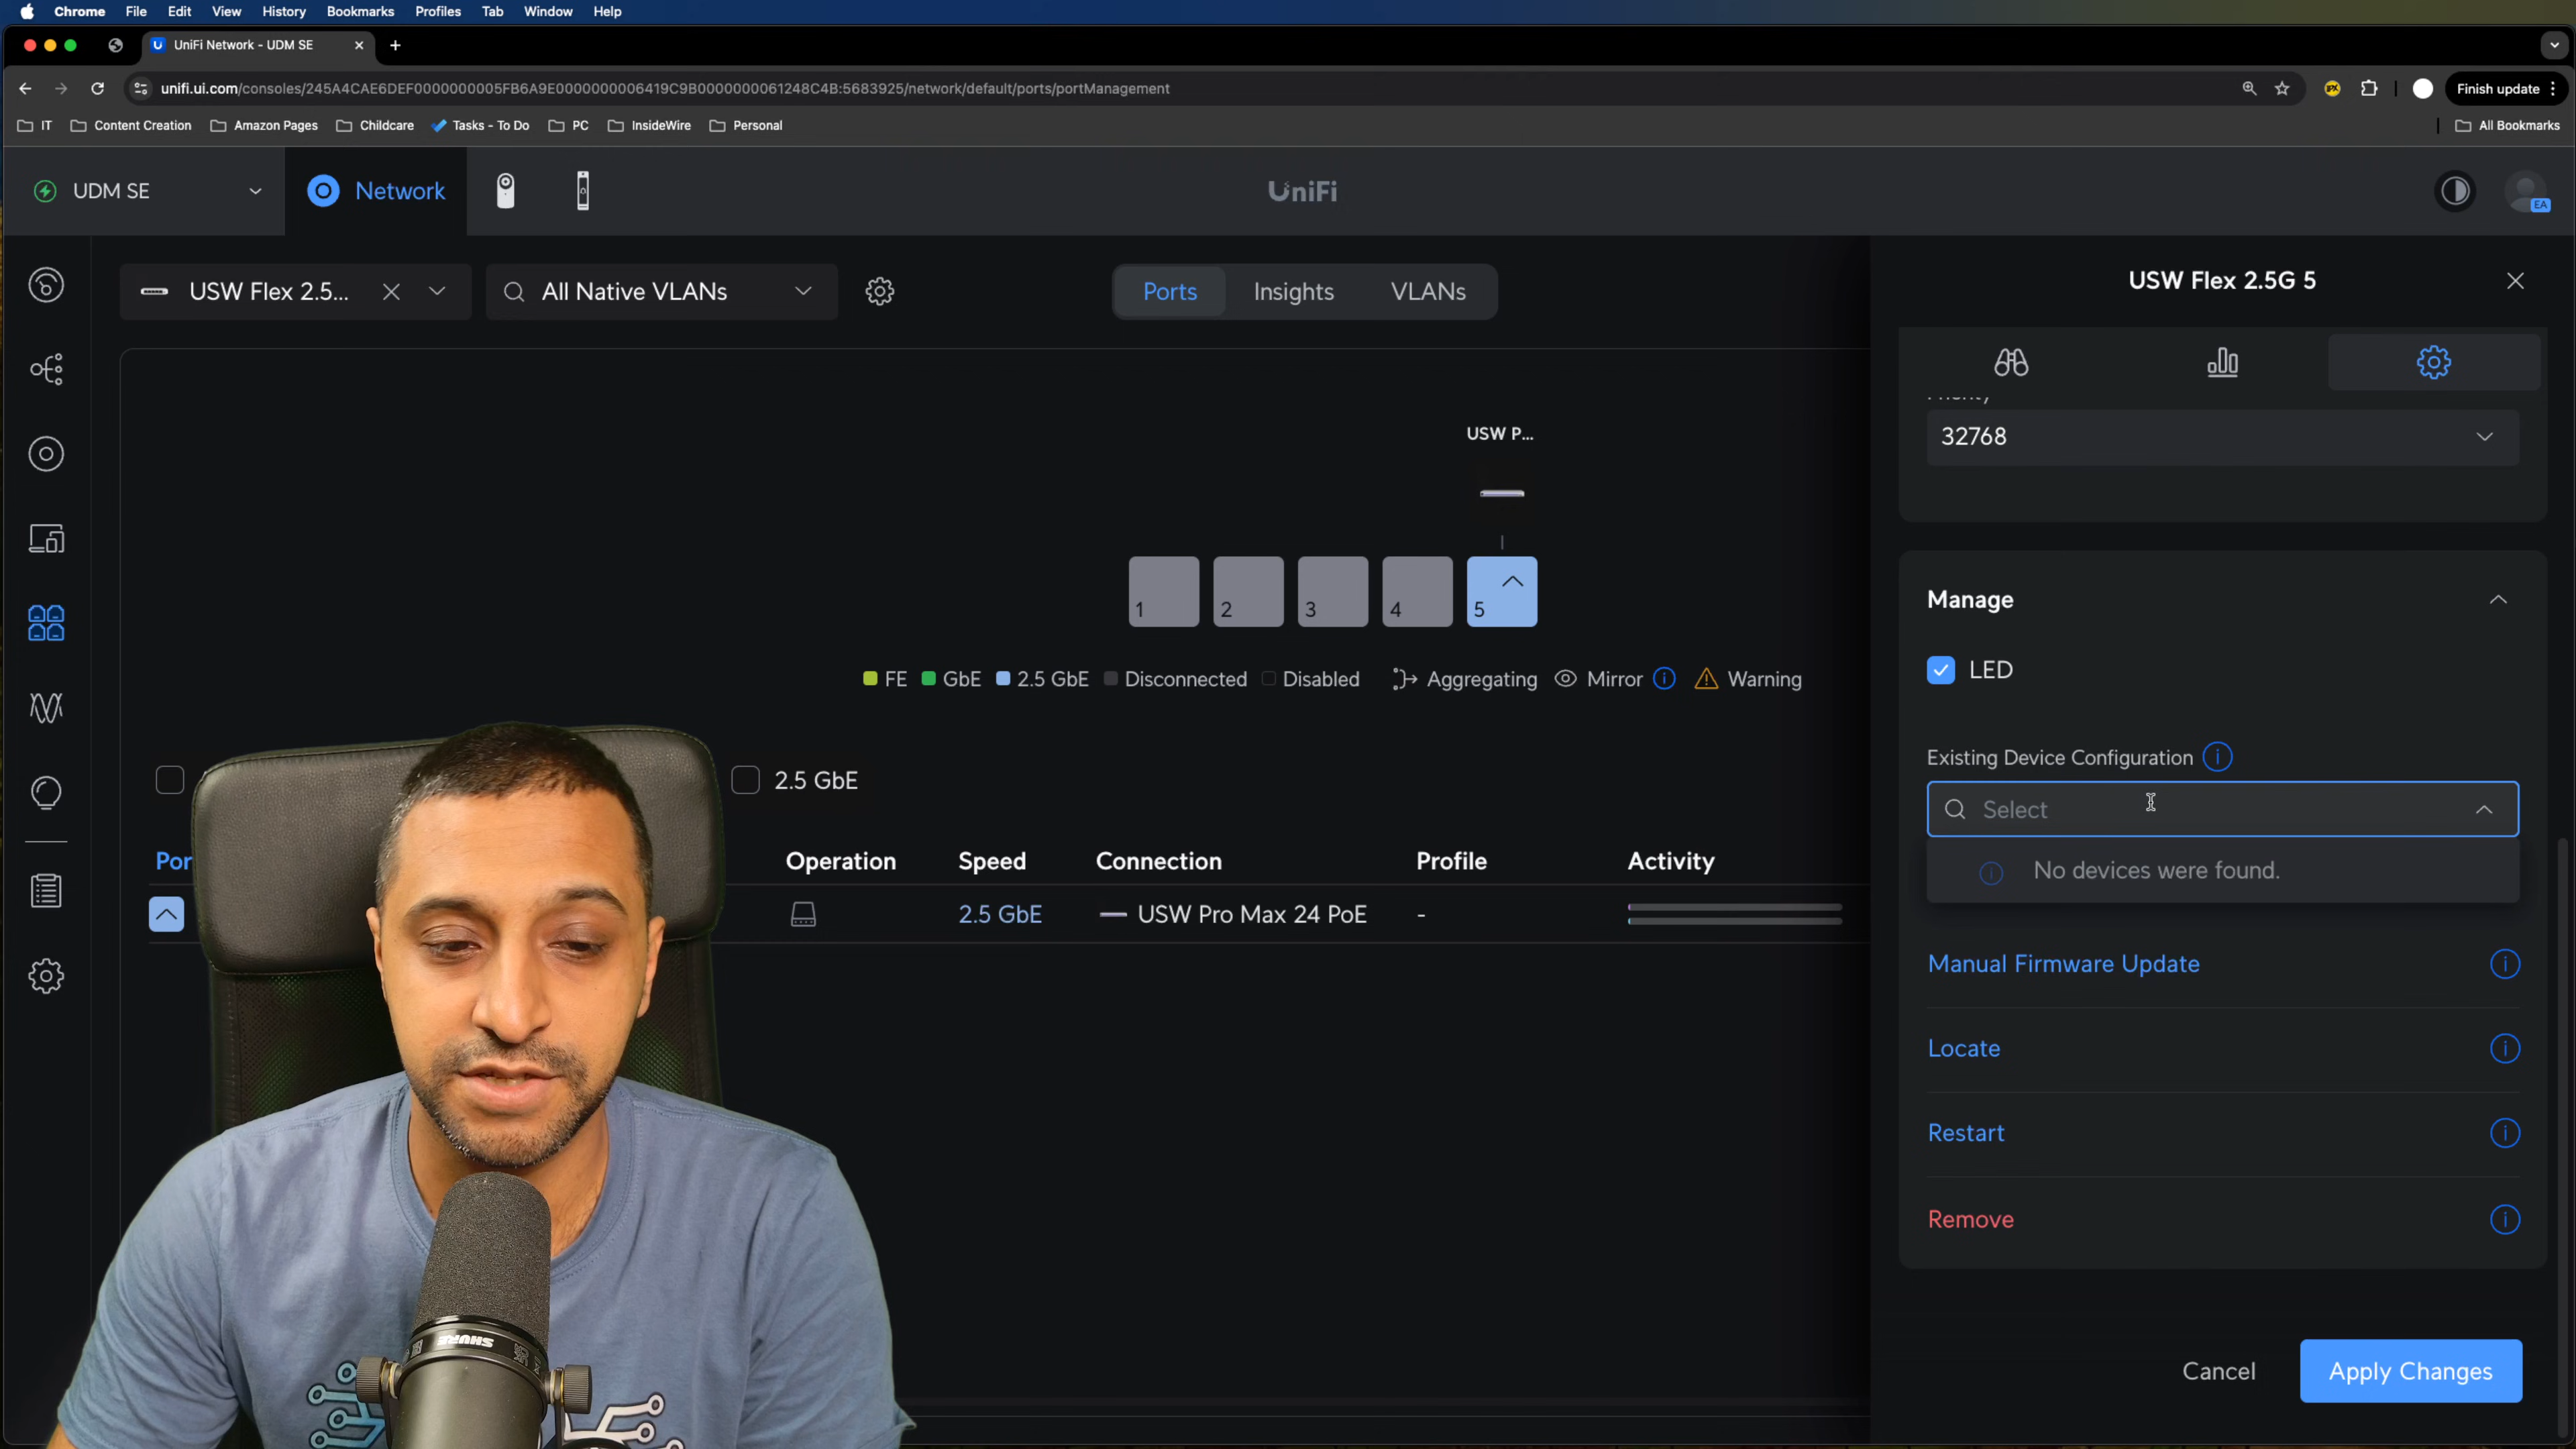 Chrome File Edit View History Bookmarks Profiles Tab Window Help
UniFi Network - UDM SE
unifi.ui.com/consoles/245A4CAE6DEF0000000005FB6A9E0000000006419C9B0000000061248C4B:5683925/network/default/ports/portManagement
Finish update
IT Content Creation Amazon Pages Childcare Tasks - To Do PC InsideWire Personal All Bookmarks
UDM SE Network UniFi EA
USW Flex 2.5... All Native VLANs Ports Insights VLANs
USW P...
1 2 3 4 5
FE GbE 2.5 GbE Disconnected Disabled Aggregating Mirror Warning
2.5 GbE
Por Operation Speed Connection Profile Activity
2.5 GbE USW Pro Max 24 PoE -
USW Flex 2.5G 5
Priority
32768
Manage
LED
Existing Device Configuration
Select
No devices were found.
Manual Firmware Update
Locate
Restart
Remove
Cancel Apply Changes
SHURE